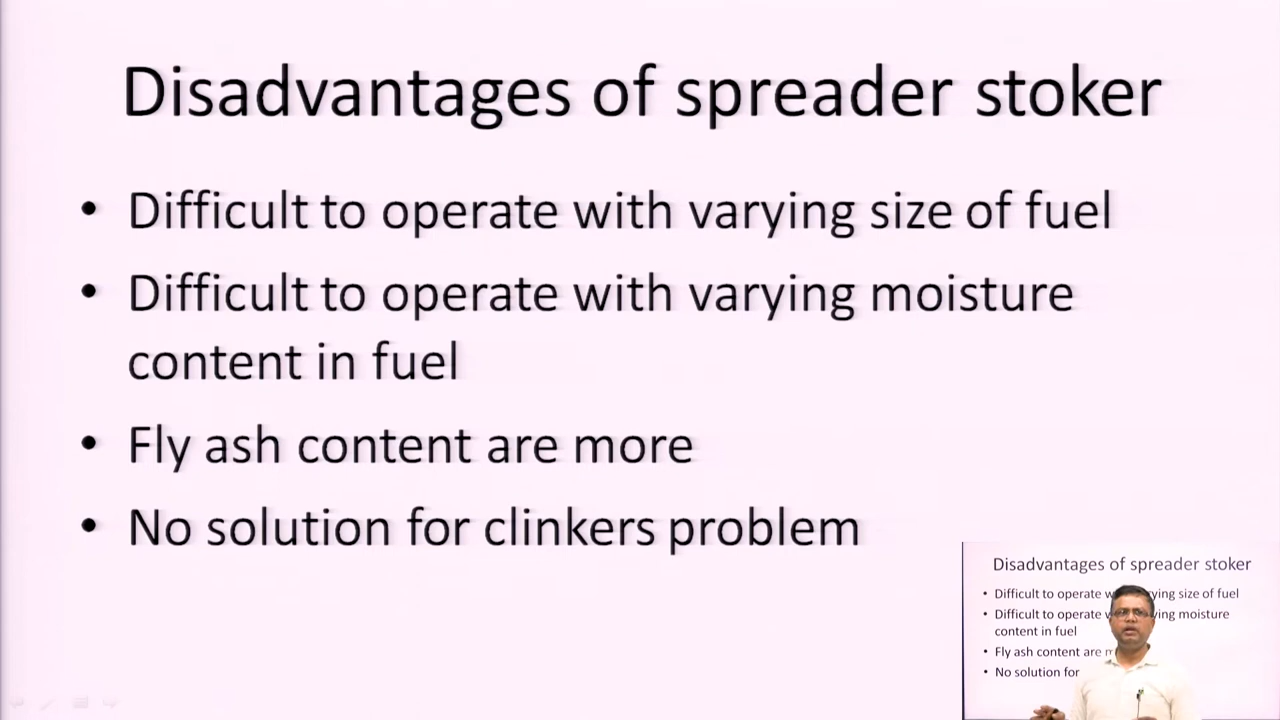 Disadvantages of spreader stoker
• Difficult to operate with varying size of fuel
• Difficult to operate with varying moisture
content in fuel
• Fly ash content are more
• No solution for clinkers problem
Disadvantages of spreader stoker
• Difficult to operate ying size of fuel
• Difficult to operate ying moisture
content in fuel
• Fly ash content are
• No solution for